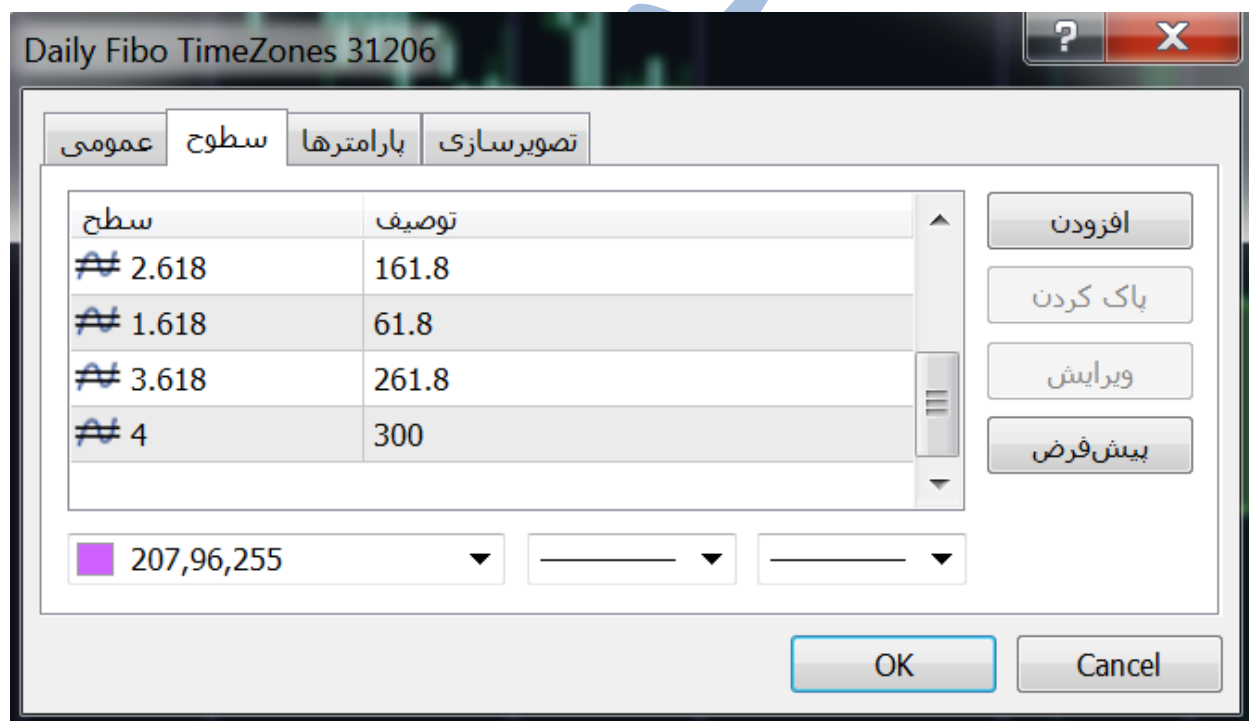 Daily Fibo TimeZones 31206
عمومی سطوح پارامترها تصویرسازی
سطح توصیف
2.618 161.8
1.618 61.8
3.618 261.8
4 300
افزودن
پاک کردن
ویرایش
پیش‌فرض
207,96,255
OK Cancel